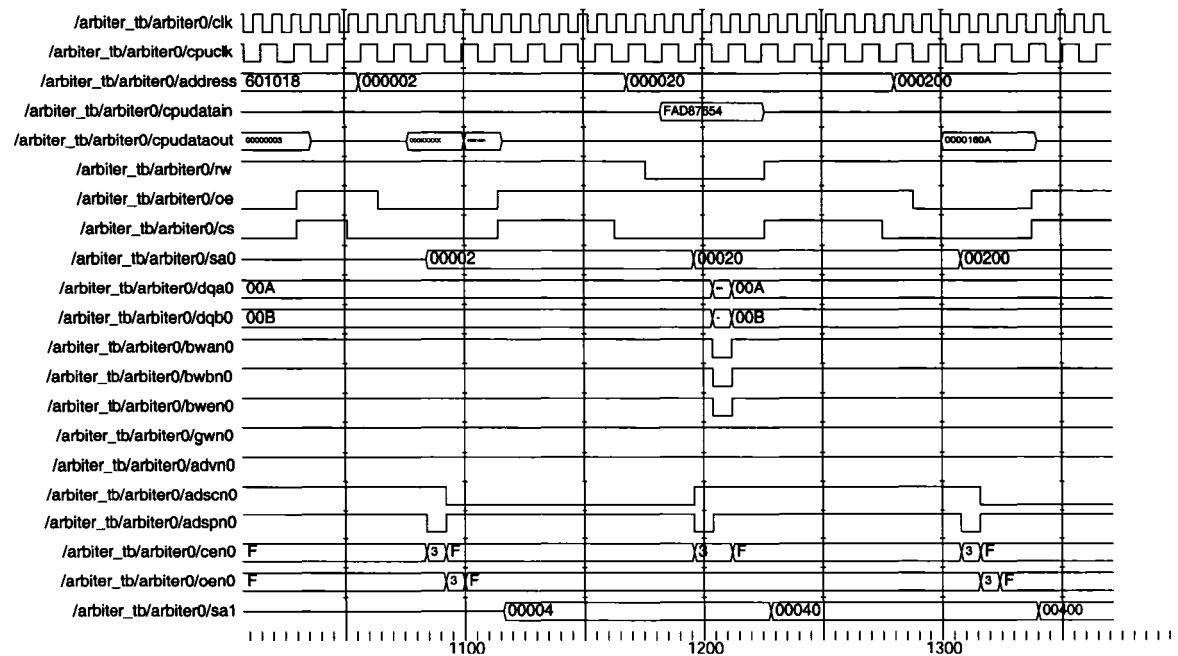 /arbiter_tb/arbiter0/clk
/arbiter_tb/arbiter0/cpuclk
/arbiter_tb/arbiter0/address 601018 000002 000020 000200
/arbiter_tb/arbiter0/cpudatain FAD87654
/arbiter_tb/arbiter0/cpudataout 00000003 0000160A
/arbiter_tb/arbiter0/rw
/arbiter_tb/arbiter0/oe
/arbiter_tb/arbiter0/cs
/arbiter_tb/arbiter0/sa0 00002 00020 00200
/arbiter_tb/arbiter0/dqa0 00A 00A
/arbiter_tb/arbiter0/dqb0 00B 00B
/arbiter_tb/arbiter0/bwan0
/arbiter_tb/arbiter0/bwbn0
/arbiter_tb/arbiter0/bwen0
/arbiter_tb/arbiter0/gwn0
/arbiter_tb/arbiter0/advn0
/arbiter_tb/arbiter0/adscn0
/arbiter_tb/arbiter0/adspn0
/arbiter_tb/arbiter0/cen0 F 3 F 3 F 3 F
/arbiter_tb/arbiter0/oen0 F 3 F 3 F
/arbiter_tb/arbiter0/sa1 00004 00040 00400
1100 1200 1300